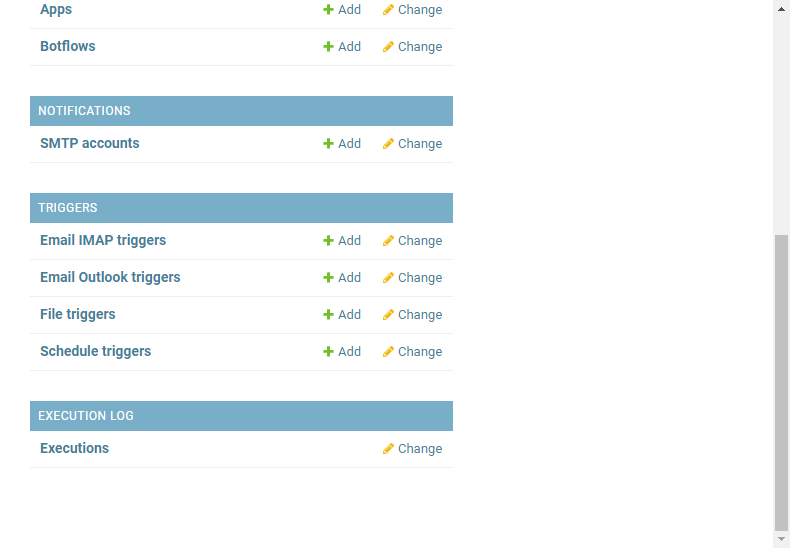 Apps Add Change
Botflows Add Change
NOTIFICATIONS
SMTP accounts Add Change
TRIGGERS
Email IMAP triggers Add Change
Email Outlook triggers Add Change
File triggers Add Change
Schedule triggers Add Change
EXECUTION LOG
Executions Change